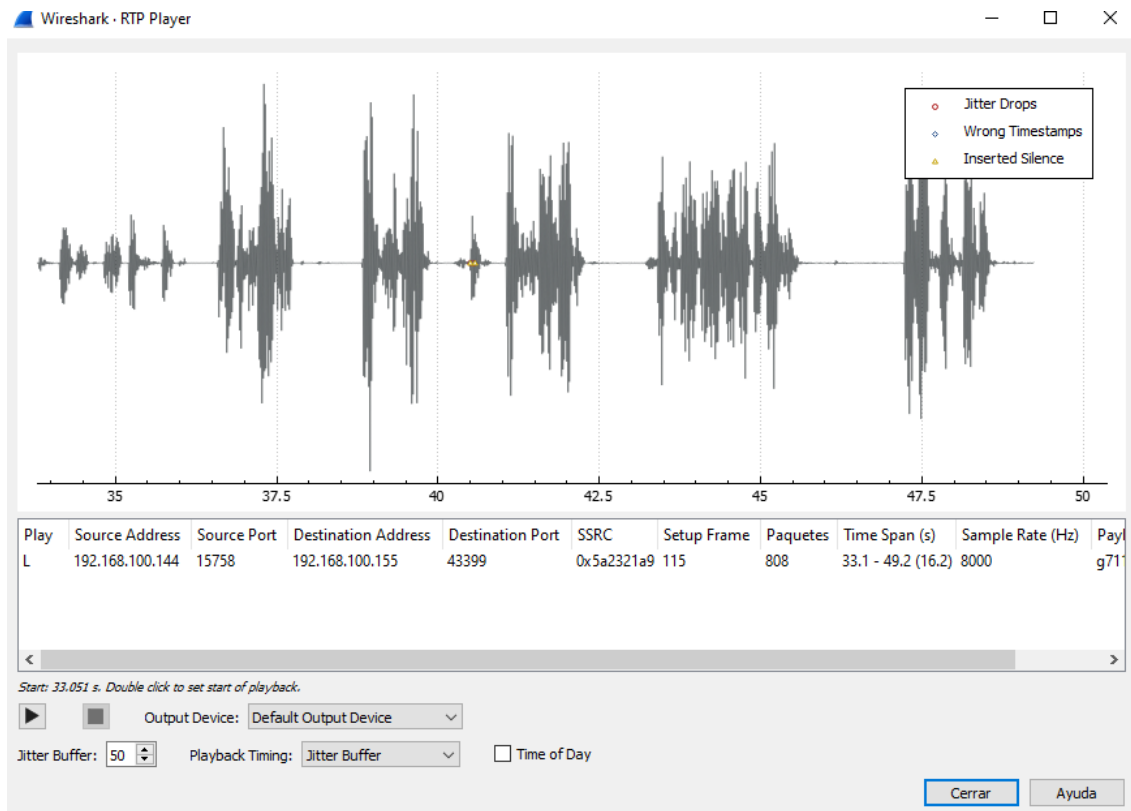 Wireshark · RTP Player
Jitter Drops
Wrong Timestamps
Inserted Silence
35 37.5 40 42.5 45 47.5 50
Play Source Address Source Port Destination Address Destination Port SSRC Setup Frame Paquetes Time Span (s) Sample Rate (Hz) Payl
L 192.168.100.144 15758 192.168.100.155 43399 0x5a2321a9 115 808 33.1 - 49.2 (16.2) 8000 g711
Start: 33.051 s. Double click to set start of playback.
Output Device: Default Output Device
Jitter Buffer: 50 Playback Timing: Jitter Buffer Time of Day
Cerrar Ayuda